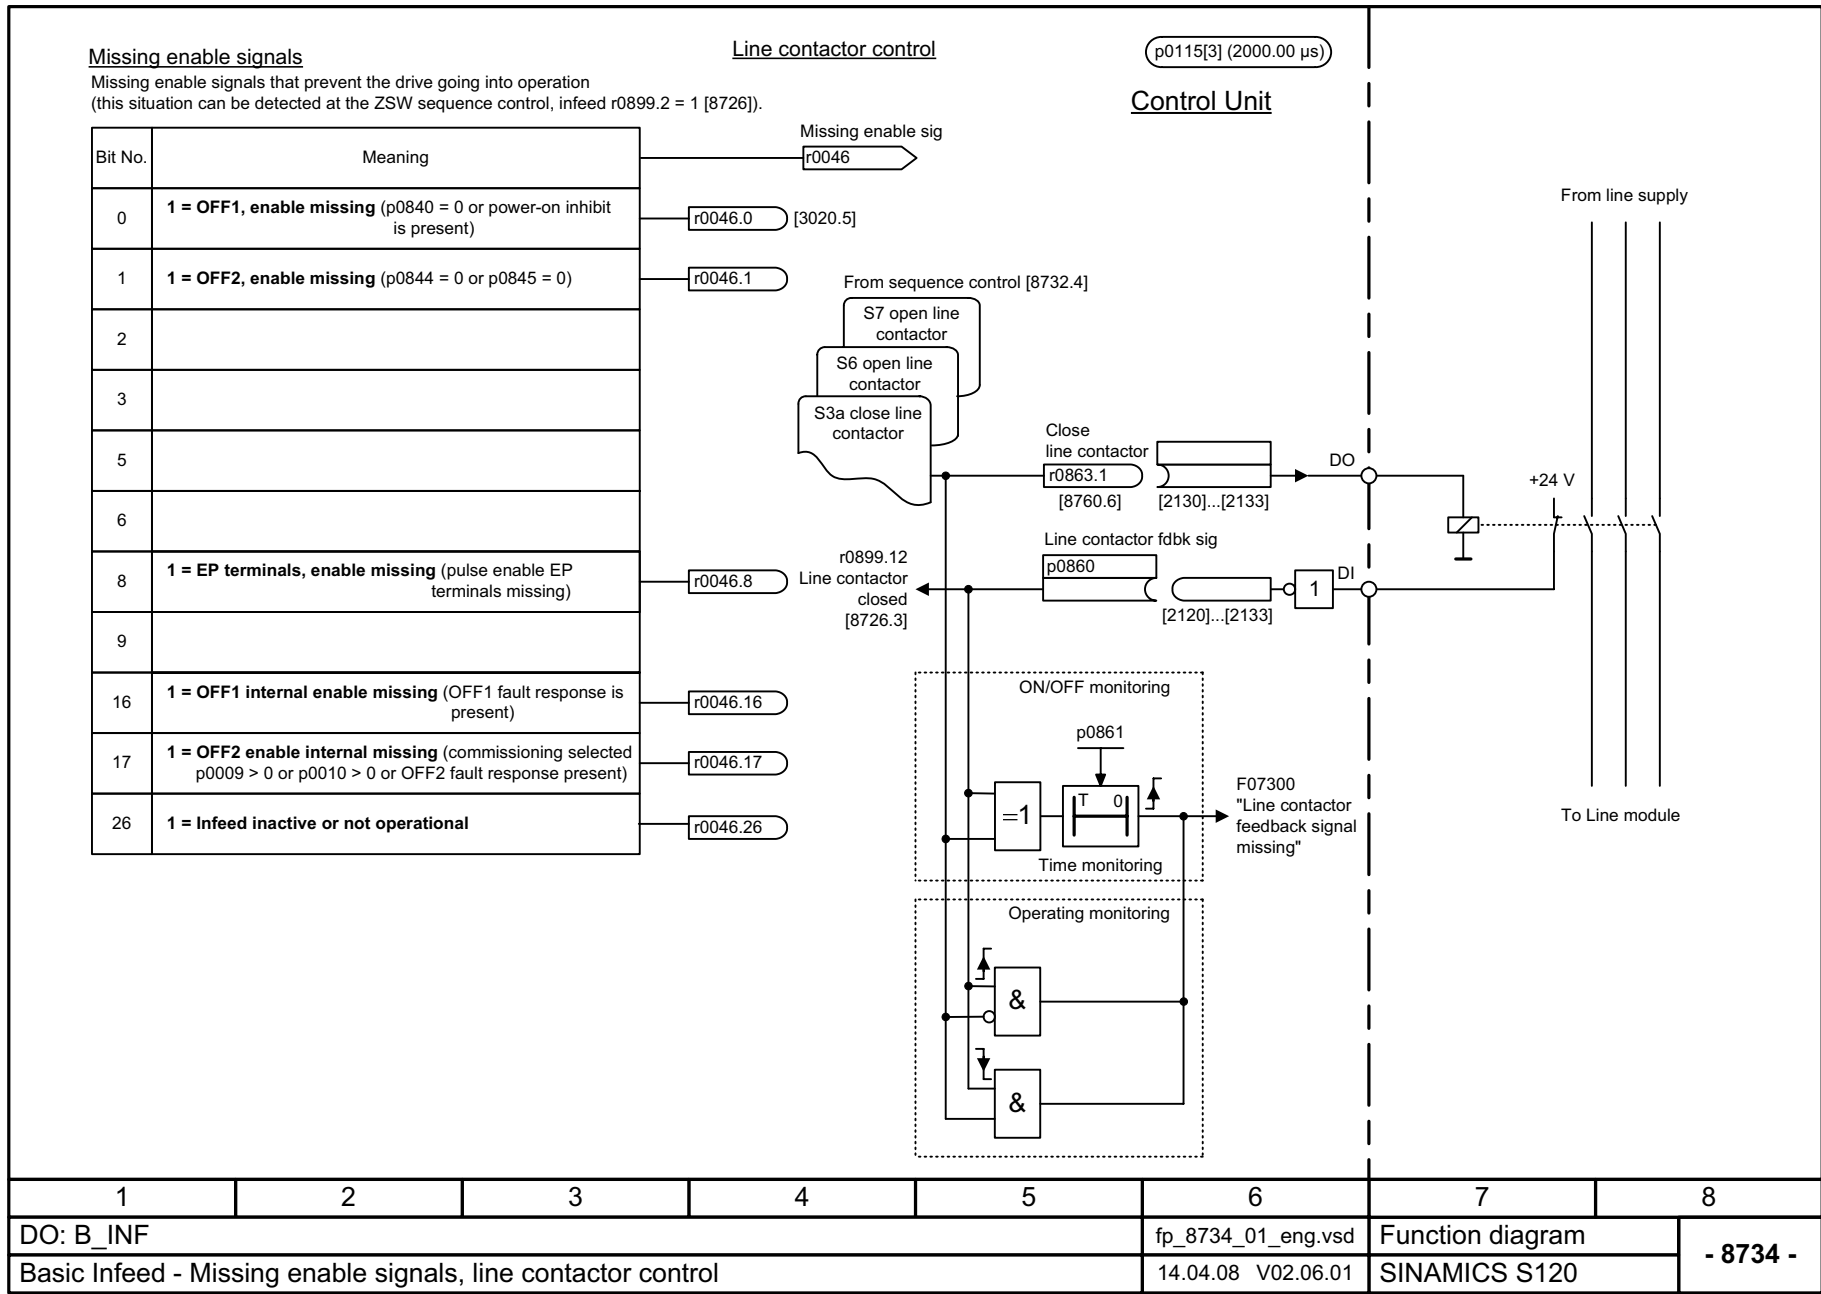 Missing enable signals
Missing enable signals that prevent the drive going into operation
(this situation can be detected at the ZSW sequence control, infeed r0899.2 = 1 [8726]).
Line contactor control
p0115[3] (2000.00 µs)
Control Unit
Bit No.
Meaning
Missing enable sig
r0046
0
1 = OFF1, enable missing (p0840 = 0 or power-on inhibit
is present)
r0046.0
[3020.5]
1
1 = OFF2, enable missing (p0844 = 0 or p0845 = 0)
r0046.1
2
3
5
6
8
1 = EP terminals, enable missing (pulse enable EP
terminals missing)
r0046.8
9
16
1 = OFF1 internal enable missing (OFF1 fault response is
present)
r0046.16
17
1 = OFF2 enable internal missing (commissioning selected
p0009 > 0 or p0010 > 0 or OFF2 fault response present)
r0046.17
26
1 = Infeed inactive or not operational
r0046.26
From sequence control [8732.4]
S7 open line
contactor
S6 open line
contactor
S3a close line
contactor
Close
line contactor
r0863.1
[8760.6]
[2130]...[2133]
DO
Line contactor fdbk sig
p0860
[2120]...[2133]
1
DI
r0899.12
Line contactor
closed
[8726.3]
From line supply
+24 V
To Line module
ON/OFF monitoring
p0861
=1
T 0
Time monitoring
F07300
"Line contactor
feedback signal
missing"
Operating monitoring
&
&
1 2 3 4 5 6 7 8
DO: B_INF
fp_8734_01_eng.vsd
Function diagram
- 8734 -
Basic Infeed - Missing enable signals, line contactor control
14.04.08 V02.06.01
SINAMICS S120